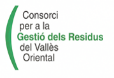 Consorci
per a la
Gestió dels Residus
del Vallès
Oriental